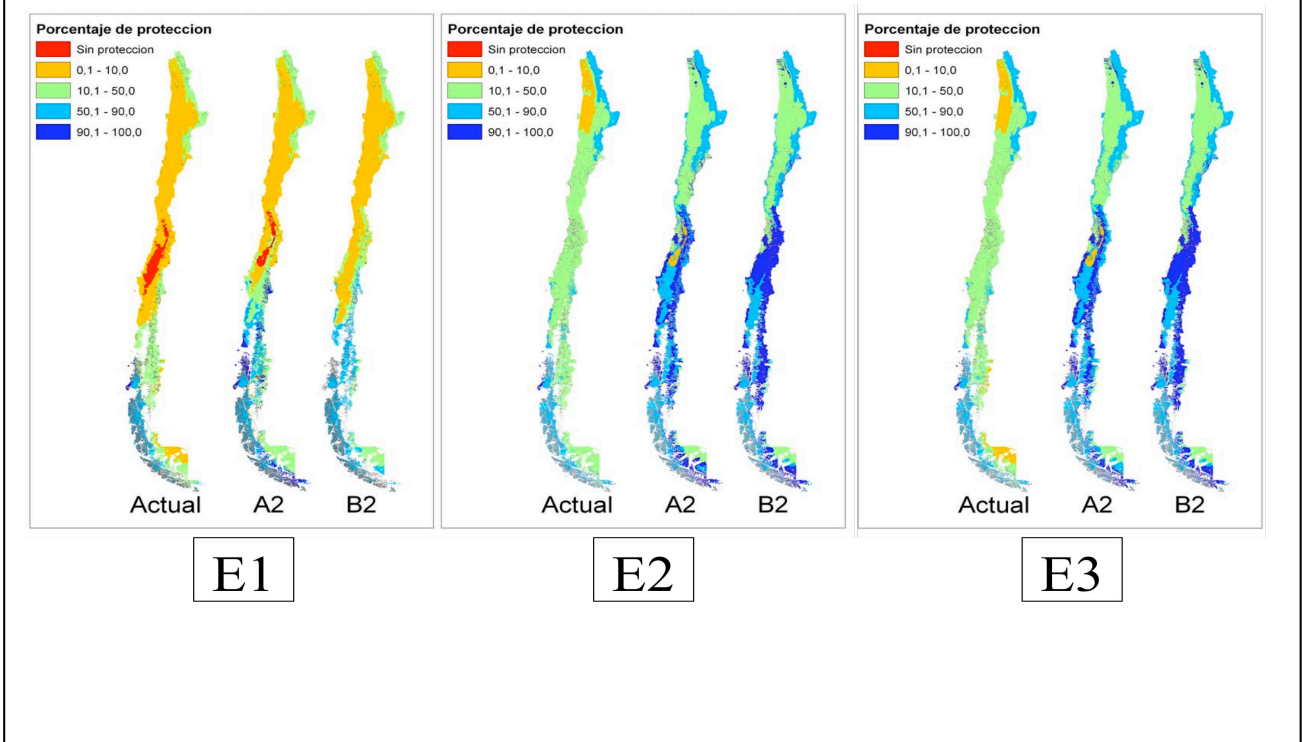 Porcentaje de proteccion
Sin proteccion
0,1 - 10,0
10,1 - 50,0
50,1 - 90,0
90,1 - 100,0
Actual A2 B2
E1
Porcentaje de proteccion
Sin proteccion
0,1 - 10,0
10,1 - 50,0
50,1 - 90,0
90,1 - 100,0
Actual A2 B2
E2
Porcentaje de proteccion
Sin proteccion
0,1 - 10,0
10,1 - 50,0
50,1 - 90,0
90,1 - 100,0
Actual A2 B2
E3